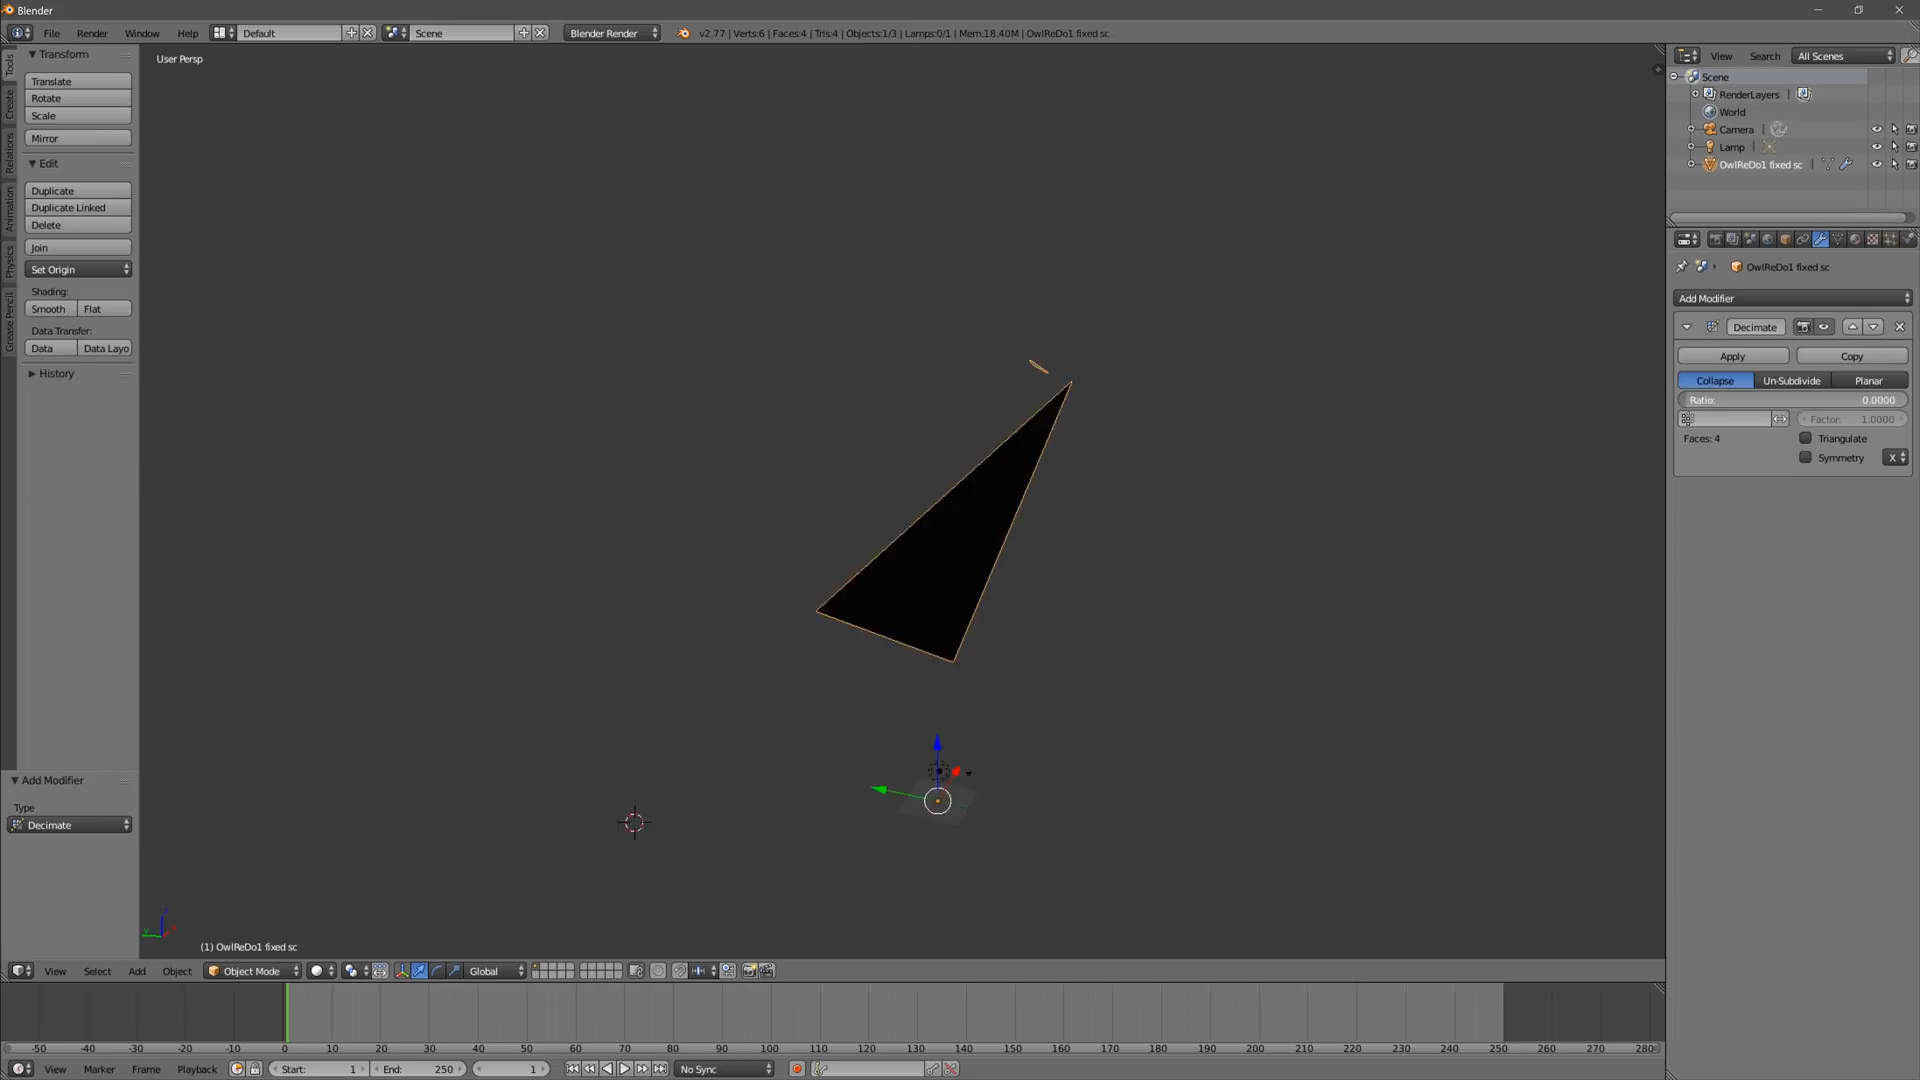 Blender
File Render Window Help Default Scene Blender Render v2.77 | Verts:6 | Faces:4 | Tris:4 | Objects:1/3 | Lamps:0/1 | Mem:18.40M | OwlReDo1 fixed sc
Tools
Create
Relations
Animation
Physics
Grease Pencil
Transform
Translate
Rotate
Scale
Mirror
Edit
Duplicate
Duplicate Linked
Delete
Join
Set Origin
Shading:
Smooth Flat
Data Transfer:
Data Data Layo
History
Add Modifier
Type
Decimate
User Persp
(1) OwlReDo1 fixed sc
View Search All Scenes
Scene
RenderLayers
World
Camera
Lamp
OwlReDo1 fixed sc
OwlReDo1 fixed sc
Add Modifier
Decimate
Apply Copy
Collapse Un-Subdivide Planar
Ratio: 0.0000
Factor: 1.0000
Faces: 4 Triangulate
Symmetry X
View Select Add Object Object Mode Global
-50 -40 -30 -20 -10 0 10 20 30 40 50 60 70 80 90 100 110 120 130 140 150 160 170 180 190 200 210 220 230 240 250 260 270 280
View Marker Frame Playback Start: 1 End: 250 1 No Sync